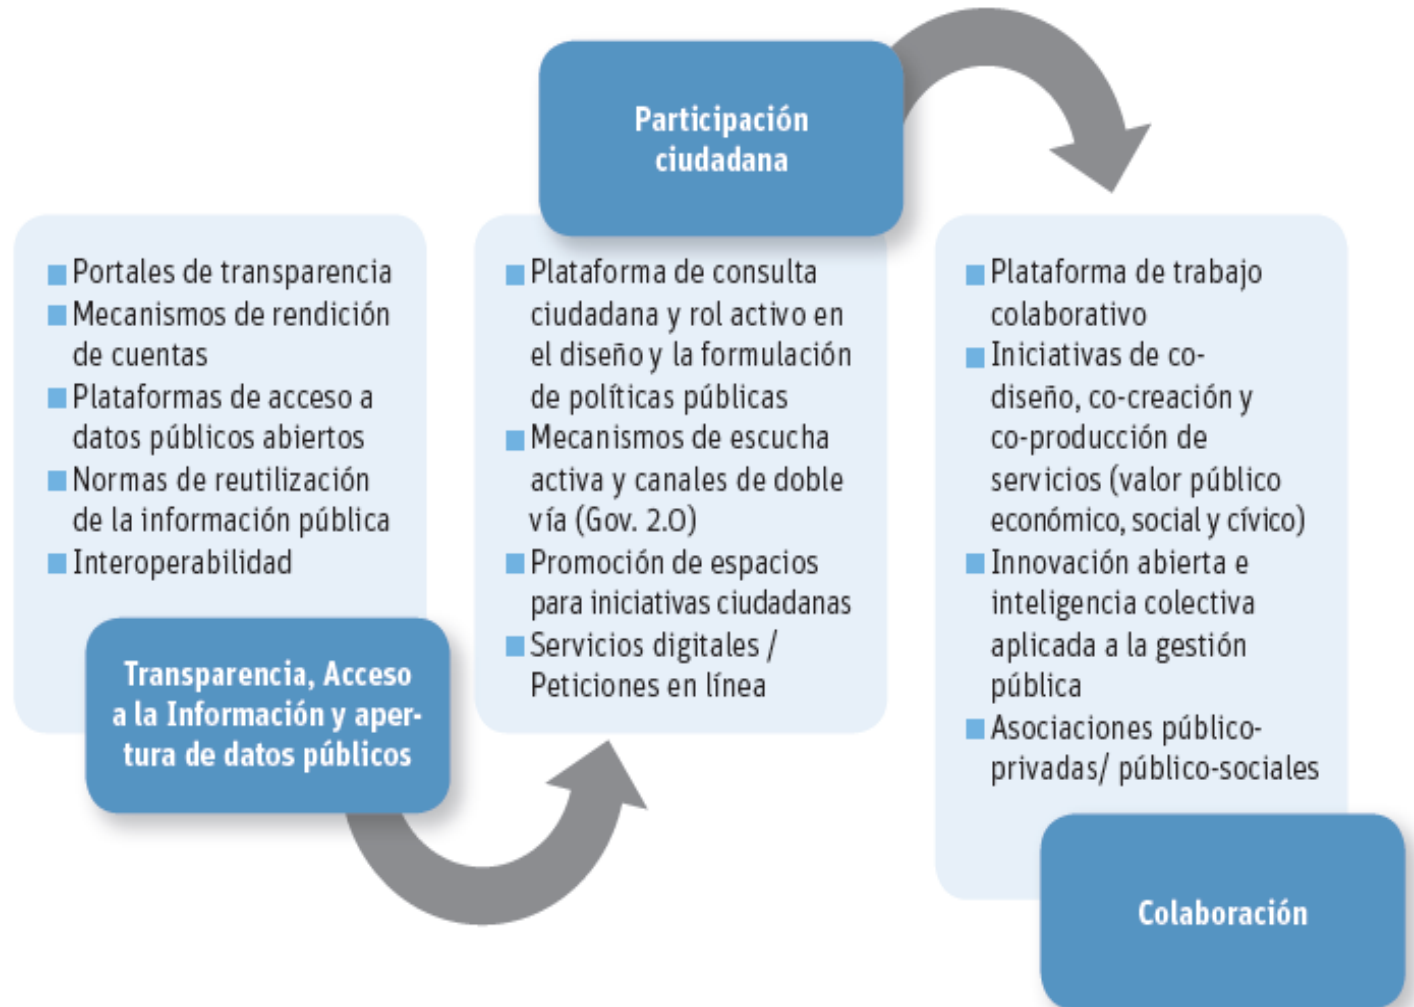 Portales de transparencia
Mecanismos de rendición
de cuentas
Plataformas de acceso a
datos públicos abiertos
Normas de reutilización
de la información pública
Interoperabilidad
Transparencia, Acceso
a la Información y aper-
tura de datos públicos
Participación
ciudadana
Plataforma de consulta
ciudadana y rol activo en
el diseño y la formulación
de políticas públicas
Mecanismos de escucha
activa y canales de doble
vía (Gov. 2.0)
Promoción de espacios
para iniciativas ciudadanas
Servicios digitales /
Peticiones en línea
Plataforma de trabajo
colaborativo
Iniciativas de co-
diseño, co-creación y
co-producción de
servicios (valor público
económico, social y cívico)
Innovación abierta e
inteligencia colectiva
aplicada a la gestión
pública
Asociaciones público-
privadas/ público-sociales
Colaboración